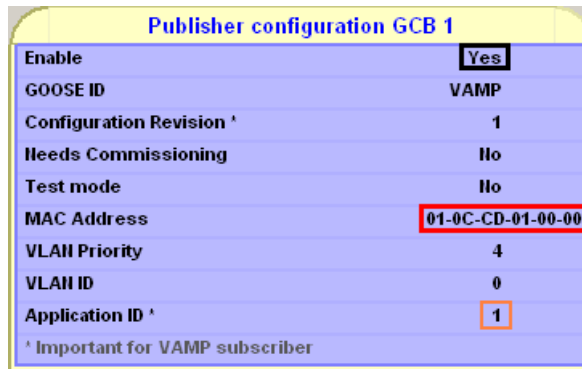 Publisher configuration GCB 1
Enable Yes
GOOSE ID VAMP
Configuration Revision * 1
Needs Commissioning No
Test mode No
MAC Address 01-0C-CD-01-00-00
VLAN Priority 4
VLAN ID 0
Application ID * 1
* Important for VAMP subscriber